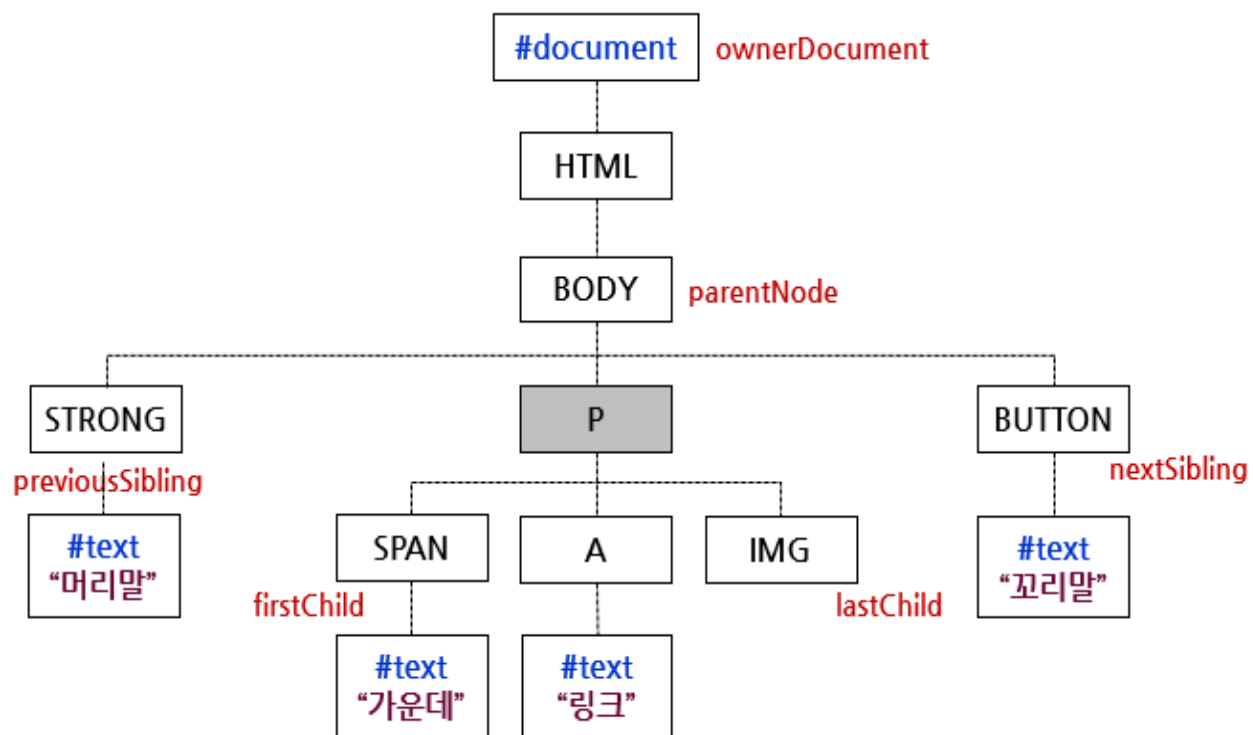 #document
ownerDocument
HTML
BODY
parentNode
STRONG
P
BUTTON
previousSibling
nextSibling
#text
“머리말”
SPAN
A
IMG
#text
“꼬리말”
firstChild
lastChild
#text
“가운데”
#text
“링크”